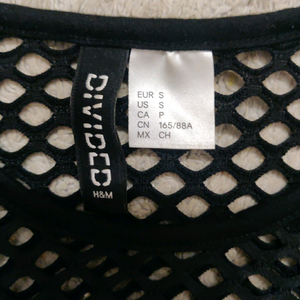 DIVIDED
H&M
EUR S
US S
CA P
CN 165/88A
MX CH